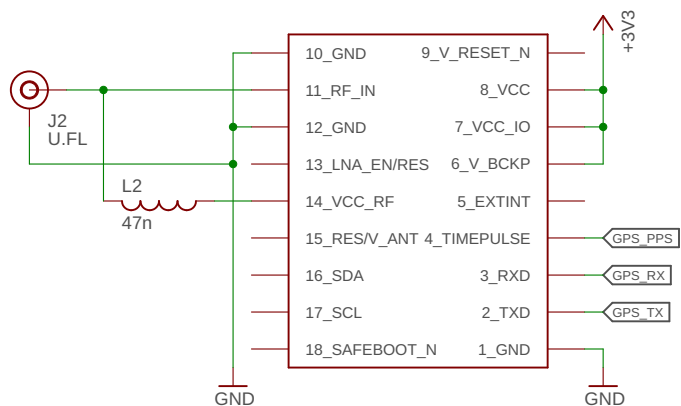 +3V3
10_GND 9_V_RESET_N
11_RF_IN 8_VCC
J2
U.FL
12_GND 7_VCC_IO
13_LNA_EN/RES 6_V_BCKP
L2
47n
14_VCC_RF 5_EXTINT
15_RES/V_ANT 4_TIMEPULSE GPS_PPS
16_SDA 3_RXD GPS_RX
17_SCL 2_TXD GPS_TX
18_SAFEBOOT_N 1_GND
GND GND